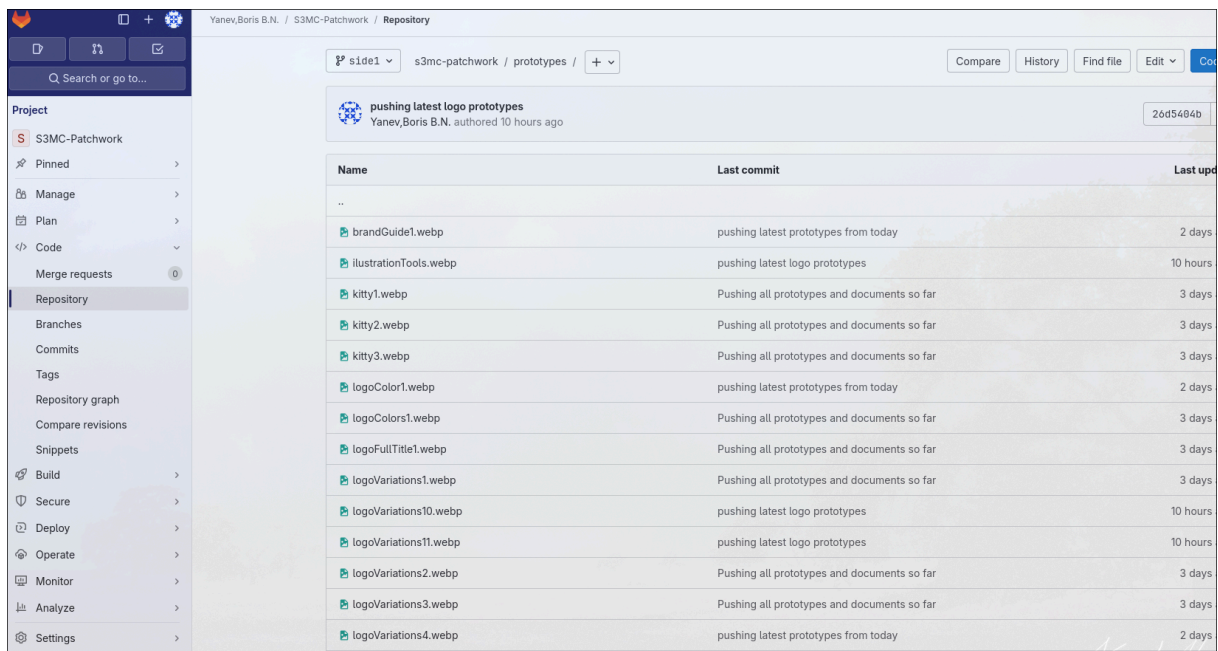 Yanev,Boris B.N. / S3MC-Patchwork / Repository
Search or go to...
Project
S S3MC-Patchwork
Pinned
Manage
Plan
Code
Merge requests 0
Repository
Branches
Commits
Tags
Repository graph
Compare revisions
Snippets
Build
Secure
Deploy
Operate
Monitor
Analyze
Settings
side1 s3mc-patchwork / prototypes / +
Compare History Find file Edit
pushing latest logo prototypes
Yanev,Boris B.N. authored 10 hours ago
26d5404b
Name Last commit Last upd
..
brandGuide1.webp pushing latest prototypes from today 2 days
ilustrationTools.webp pushing latest logo prototypes 10 hours
kitty1.webp Pushing all prototypes and documents so far 3 days
kitty2.webp Pushing all prototypes and documents so far 3 days
kitty3.webp Pushing all prototypes and documents so far 3 days
logoColor1.webp pushing latest prototypes from today 2 days
logoColors1.webp Pushing all prototypes and documents so far 3 days
logoFullTitle1.webp Pushing all prototypes and documents so far 3 days
logoVariations1.webp Pushing all prototypes and documents so far 3 days
logoVariations10.webp pushing latest logo prototypes 10 hours
logoVariations11.webp pushing latest logo prototypes 10 hours
logoVariations2.webp Pushing all prototypes and documents so far 3 days
logoVariations3.webp Pushing all prototypes and documents so far 3 days
logoVariations4.webp pushing latest prototypes from today 2 days